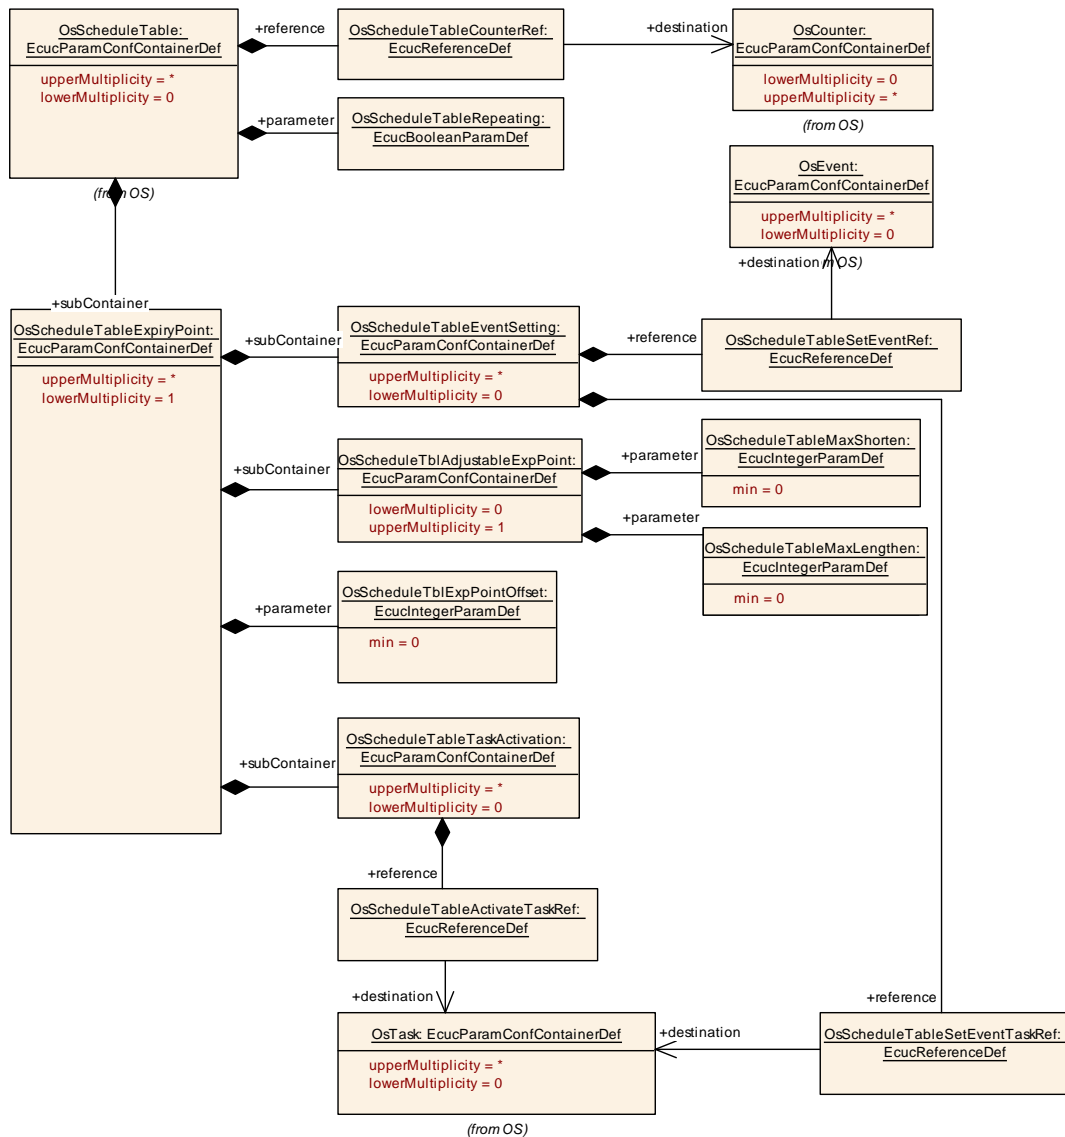 OsScheduleTable:
EcucParamConfContainerDef
upperMultiplicity = *
lowerMultiplicity = 0
(from OS)
+reference
OsScheduleTableCounterRef:
EcucReferenceDef
+destination
OsCounter:
EcucParamConfContainerDef
lowerMultiplicity = 0
upperMultiplicity = *
(from OS)
+parameter
OsScheduleTableRepeating:
EcucBooleanParamDef
OsEvent:
EcucParamConfContainerDef
upperMultiplicity = *
lowerMultiplicity = 0
+destination
OS)
+subContainer
OsScheduleTableExpiryPoint:
EcucParamConfContainerDef
upperMultiplicity = *
lowerMultiplicity = 1
+subContainer
OsScheduleTableEventSetting:
EcucParamConfContainerDef
upperMultiplicity = *
lowerMultiplicity = 0
+reference
OsScheduleTableSetEventRef:
EcucReferenceDef
+subContainer
OsScheduleTblAdjustableExpPoint:
EcucParamConfContainerDef
lowerMultiplicity = 0
upperMultiplicity = 1
+parameter
OsScheduleTableMaxShorten:
EcucIntegerParamDef
min = 0
+parameter
OsScheduleTableMaxLengthen:
EcucIntegerParamDef
min = 0
+parameter
OsScheduleTblExpPointOffset:
EcucIntegerParamDef
min = 0
+subContainer
OsScheduleTableTaskActivation:
EcucParamConfContainerDef
upperMultiplicity = *
lowerMultiplicity = 0
+reference
OsScheduleTableActivateTaskRef:
EcucReferenceDef
+destination
OsTask: EcucParamConfContainerDef
upperMultiplicity = *
lowerMultiplicity = 0
(from OS)
+destination
+reference
OsScheduleTableSetEventTaskRef:
EcucReferenceDef